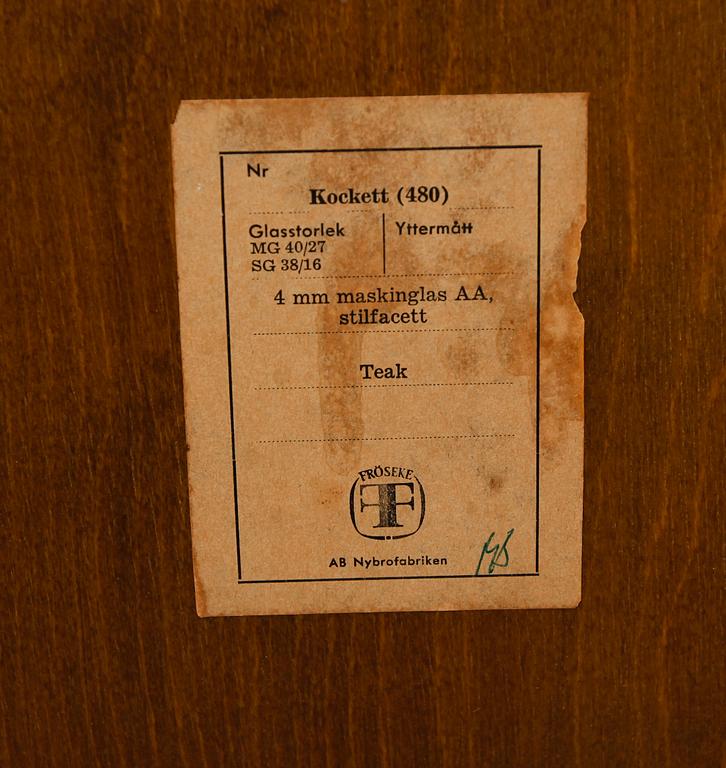 Nr
Kockett (480)
Glasstorlek
MG 40/27
SG 38/16
Yttermått
4 mm maskinglas AA,
stilfacett
Teak
FRÖSEKE
F
AB Nybrofabriken